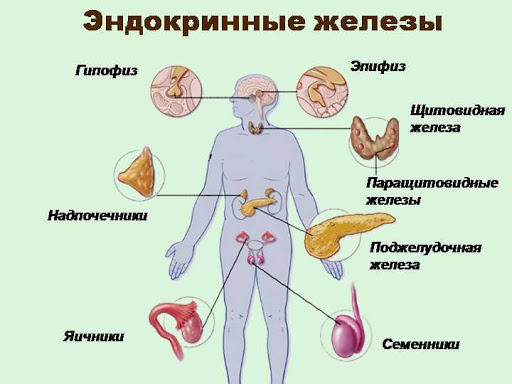 Эндокринные железы
Гипофиз
Эпифиз
Щитовидная
железа
Паращитовидные
железы
Надпочечники
Поджелудочная
железа
Яичники
Семенники